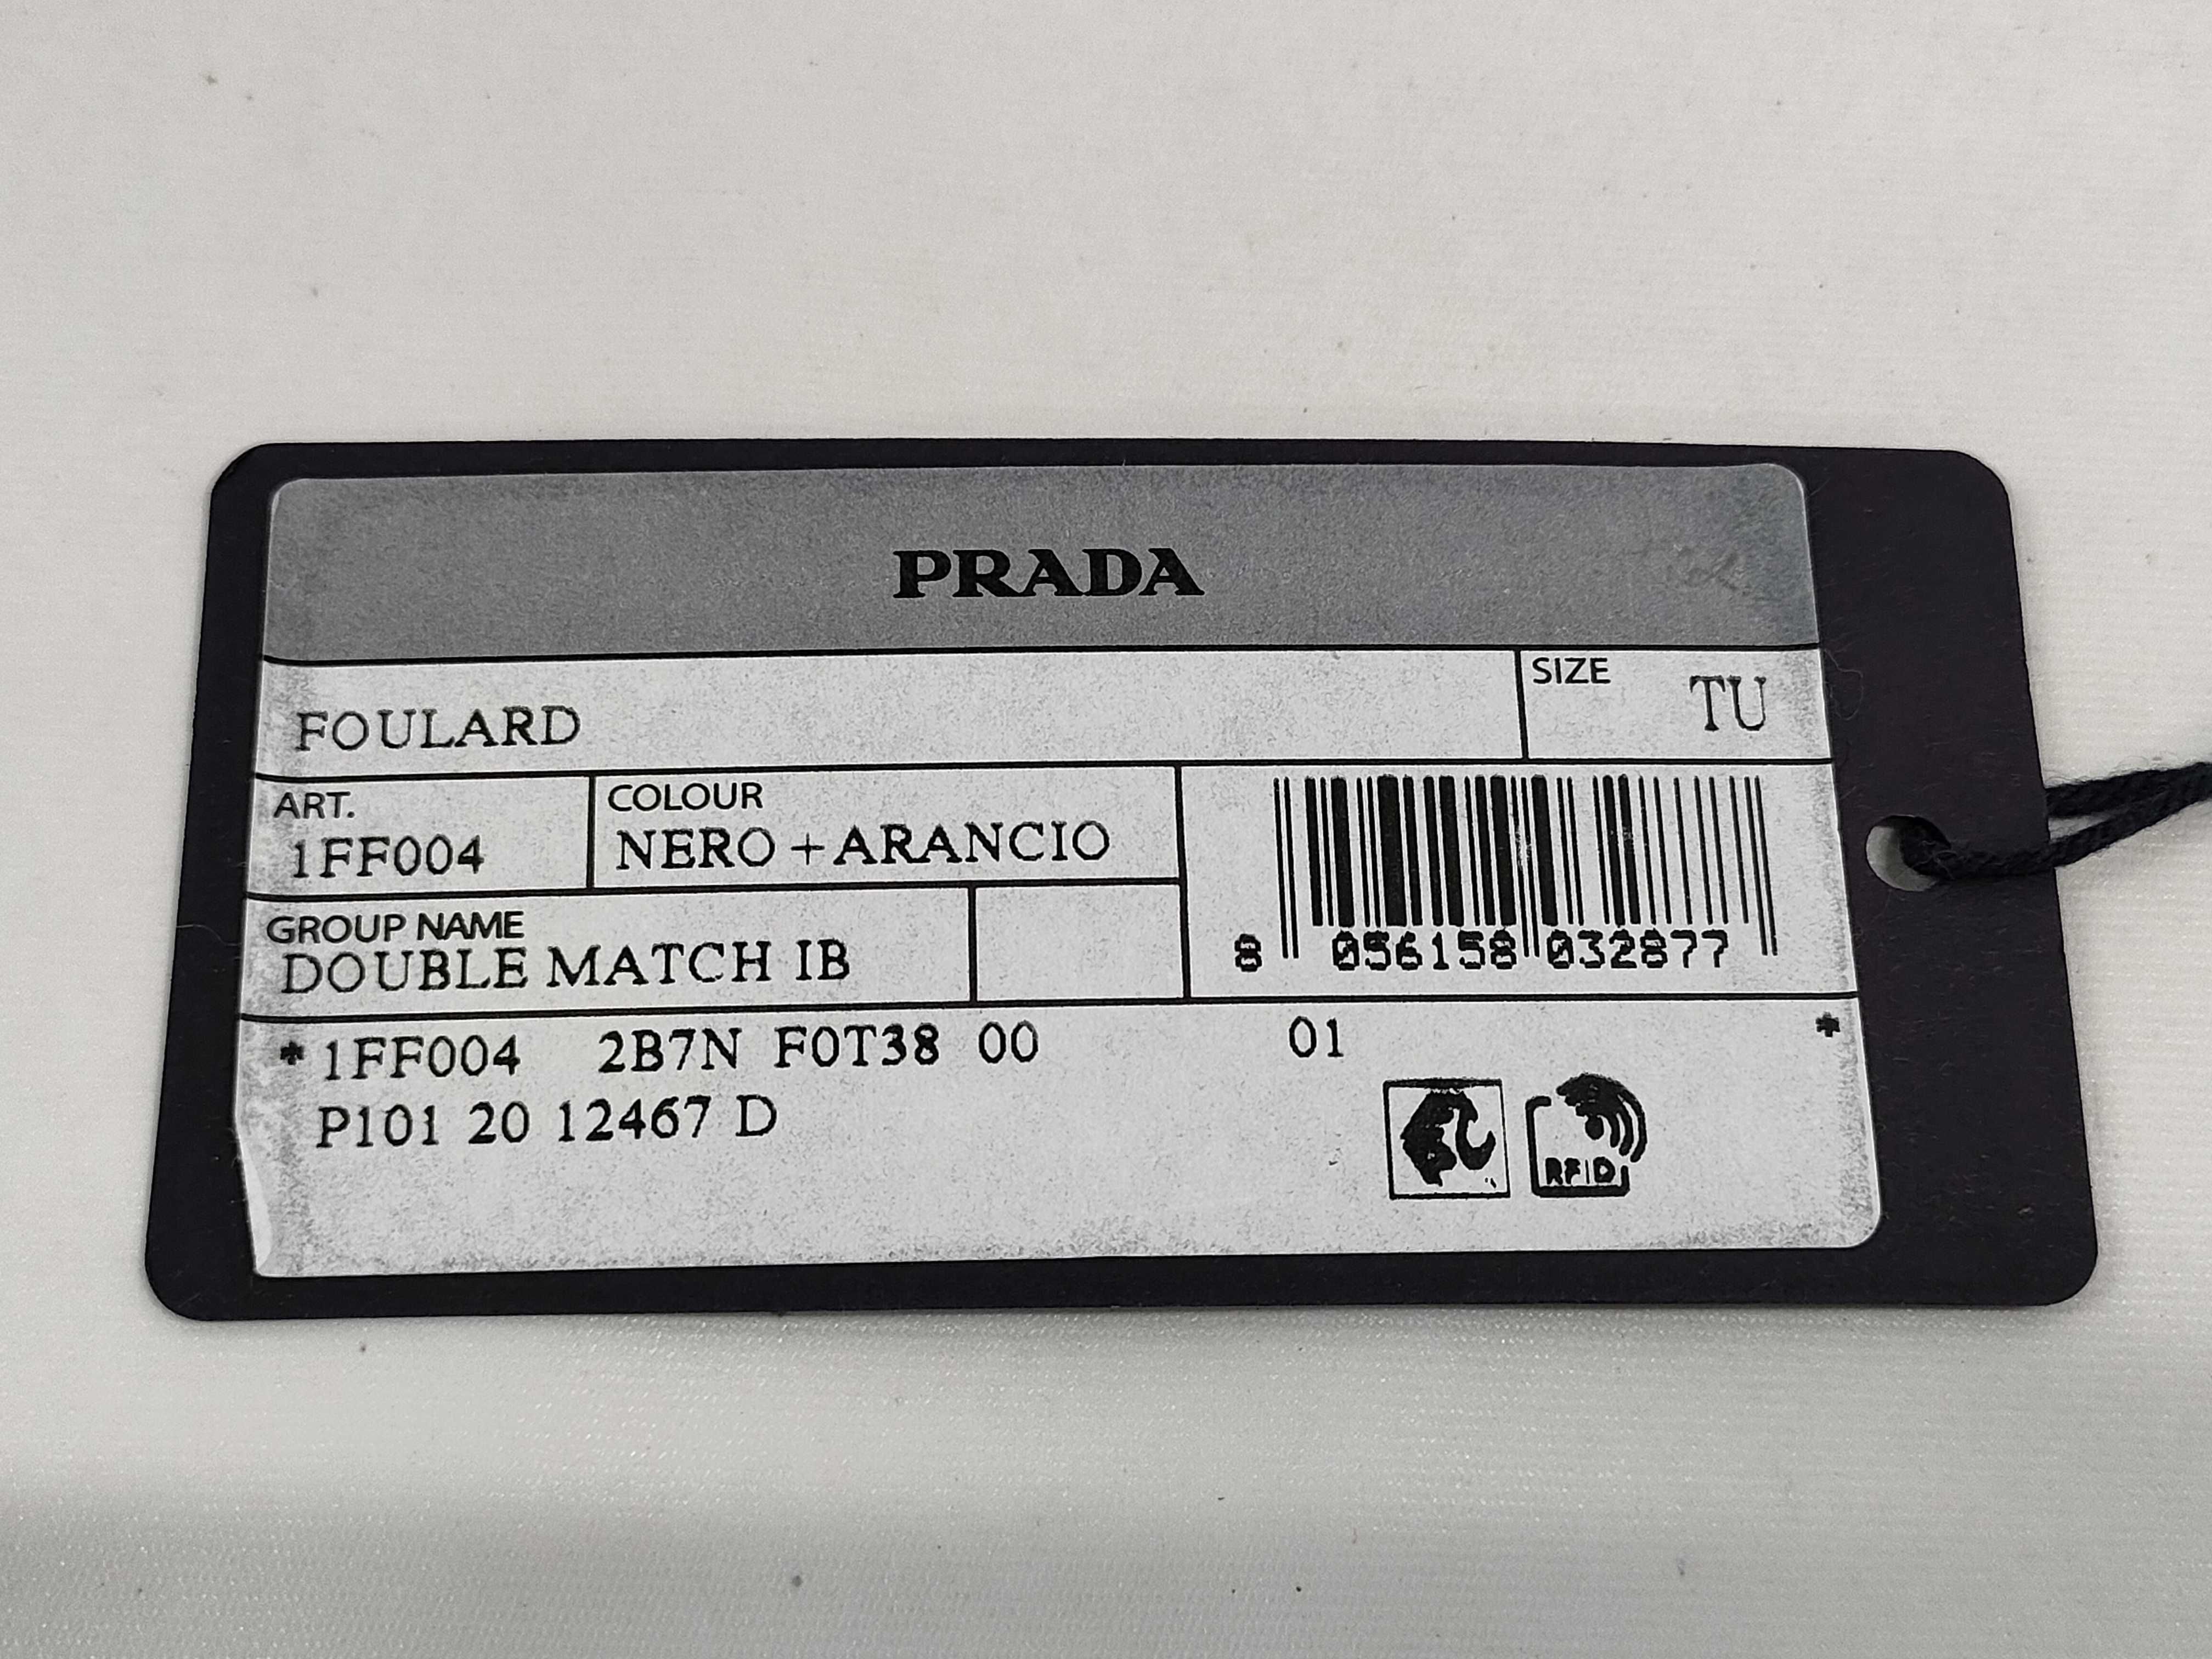 PRADA
FOULARD
SIZE TU
ART.
1FF004
COLOUR
NERO+ARANCIO
GROUP NAME
DOUBLE MATCH IB
8 056158 032877
* 1FF004 2B7N F0T38 00 01 *
P101 20 12467 D
RFID